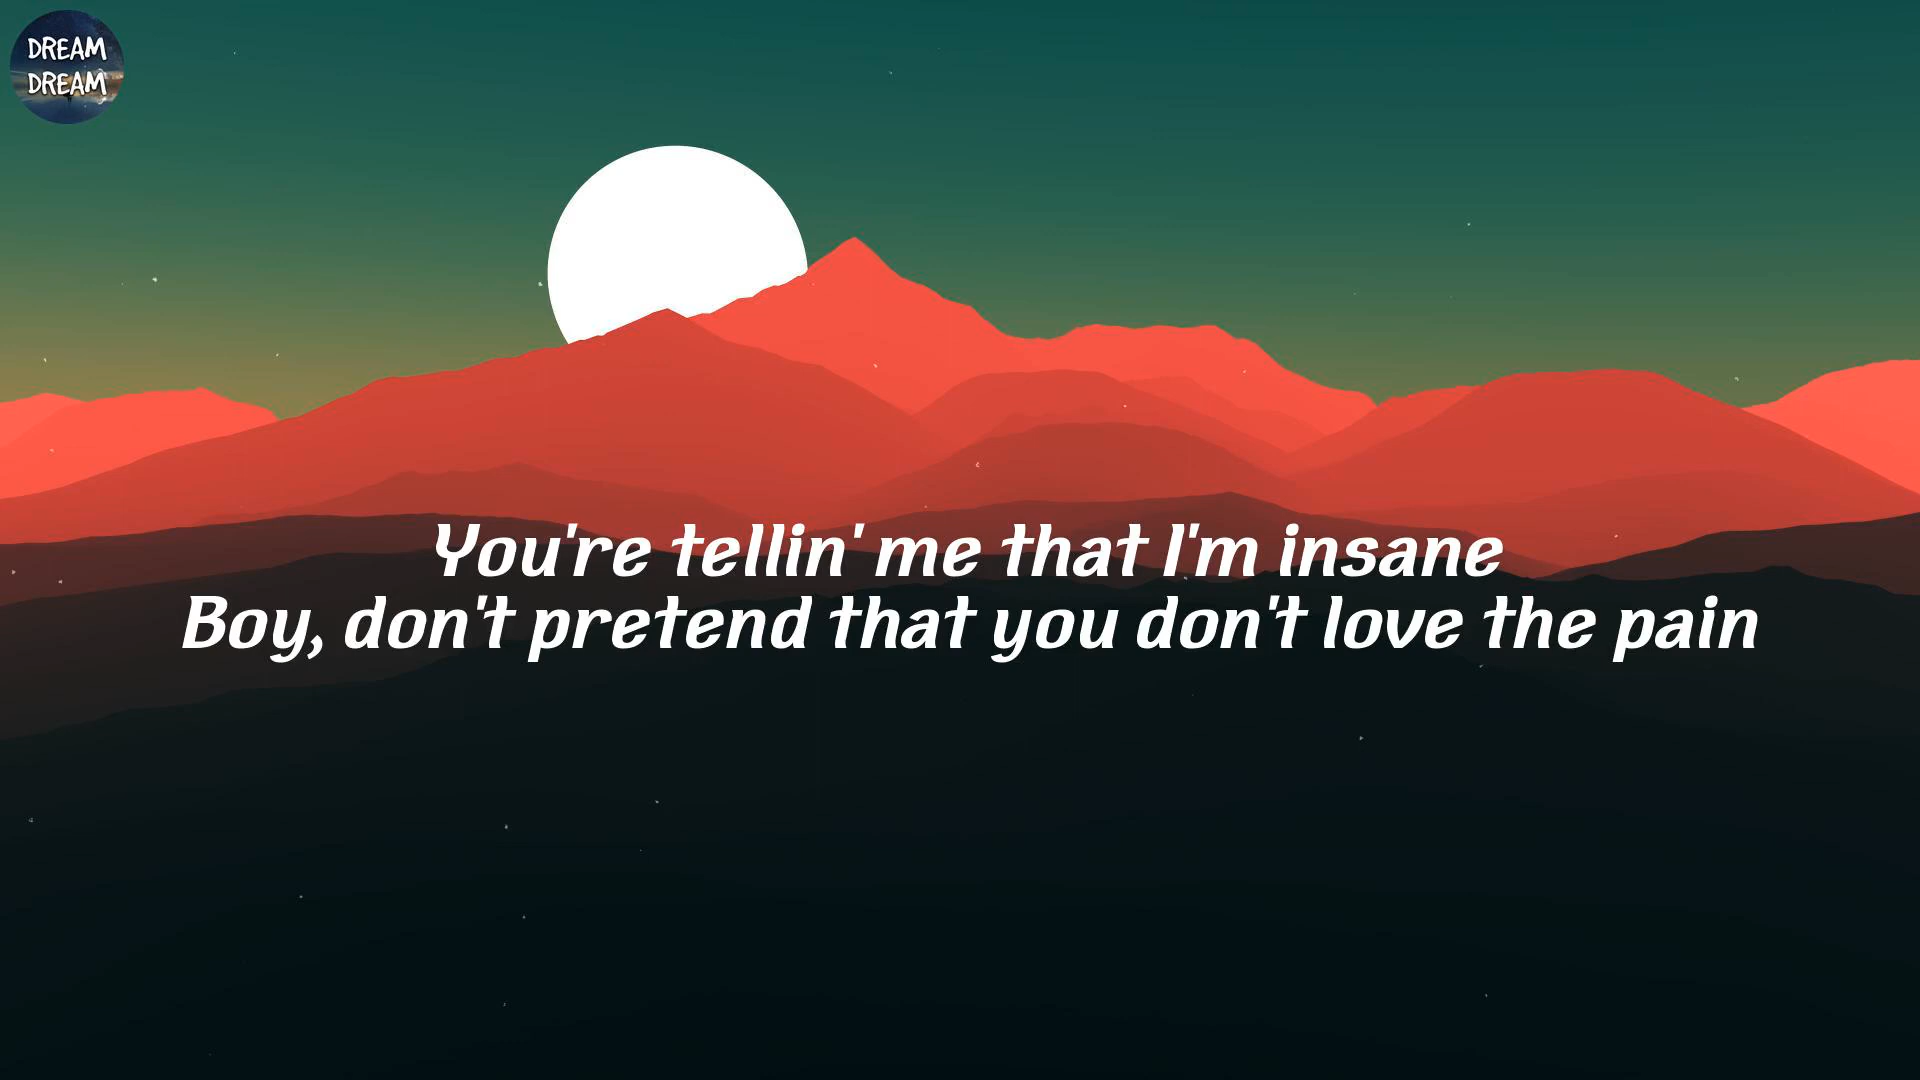 DREAM
DREAM
You're tellin' me that I'm insane
Boy, don't pretend that you don't love the pain